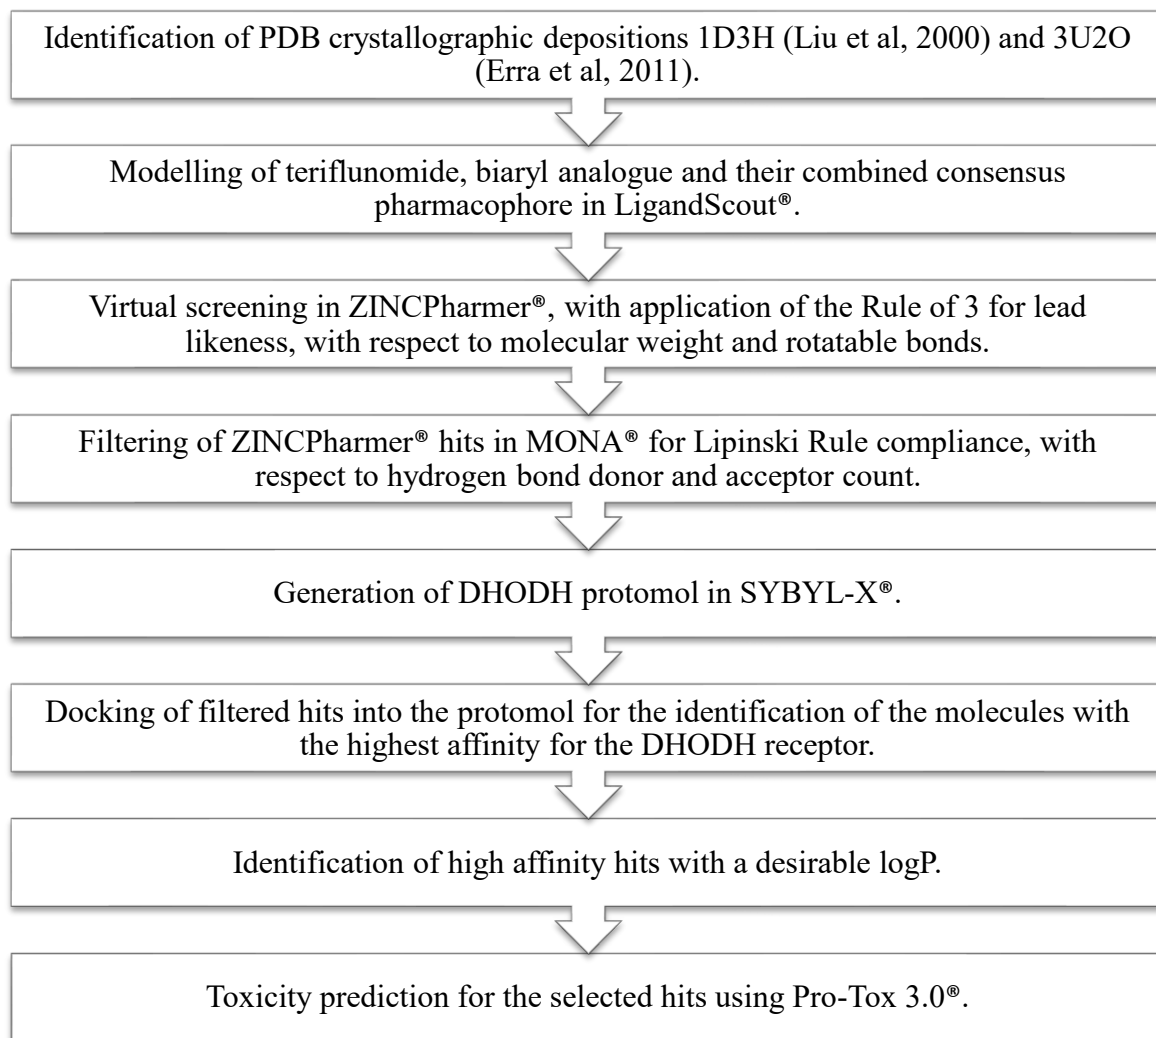 Identification of PDB crystallographic depositions 1D3H (Liu et al, 2000) and 3U2O
(Erra et al, 2011).
Modelling of teriflunomide, biaryl analogue and their combined consensus
pharmacophore in LigandScout®.
Virtual screening in ZINCPharmer®, with application of the Rule of 3 for lead
likeness, with respect to molecular weight and rotatable bonds.
Filtering of ZINCPharmer® hits in MONA® for Lipinski Rule compliance, with
respect to hydrogen bond donor and acceptor count.
Generation of DHODH protomol in SYBYL-X®.
Docking of filtered hits into the protomol for the identification of the molecules with
the highest affinity for the DHODH receptor.
Identification of high affinity hits with a desirable logP.
Toxicity prediction for the selected hits using Pro-Tox 3.0®.